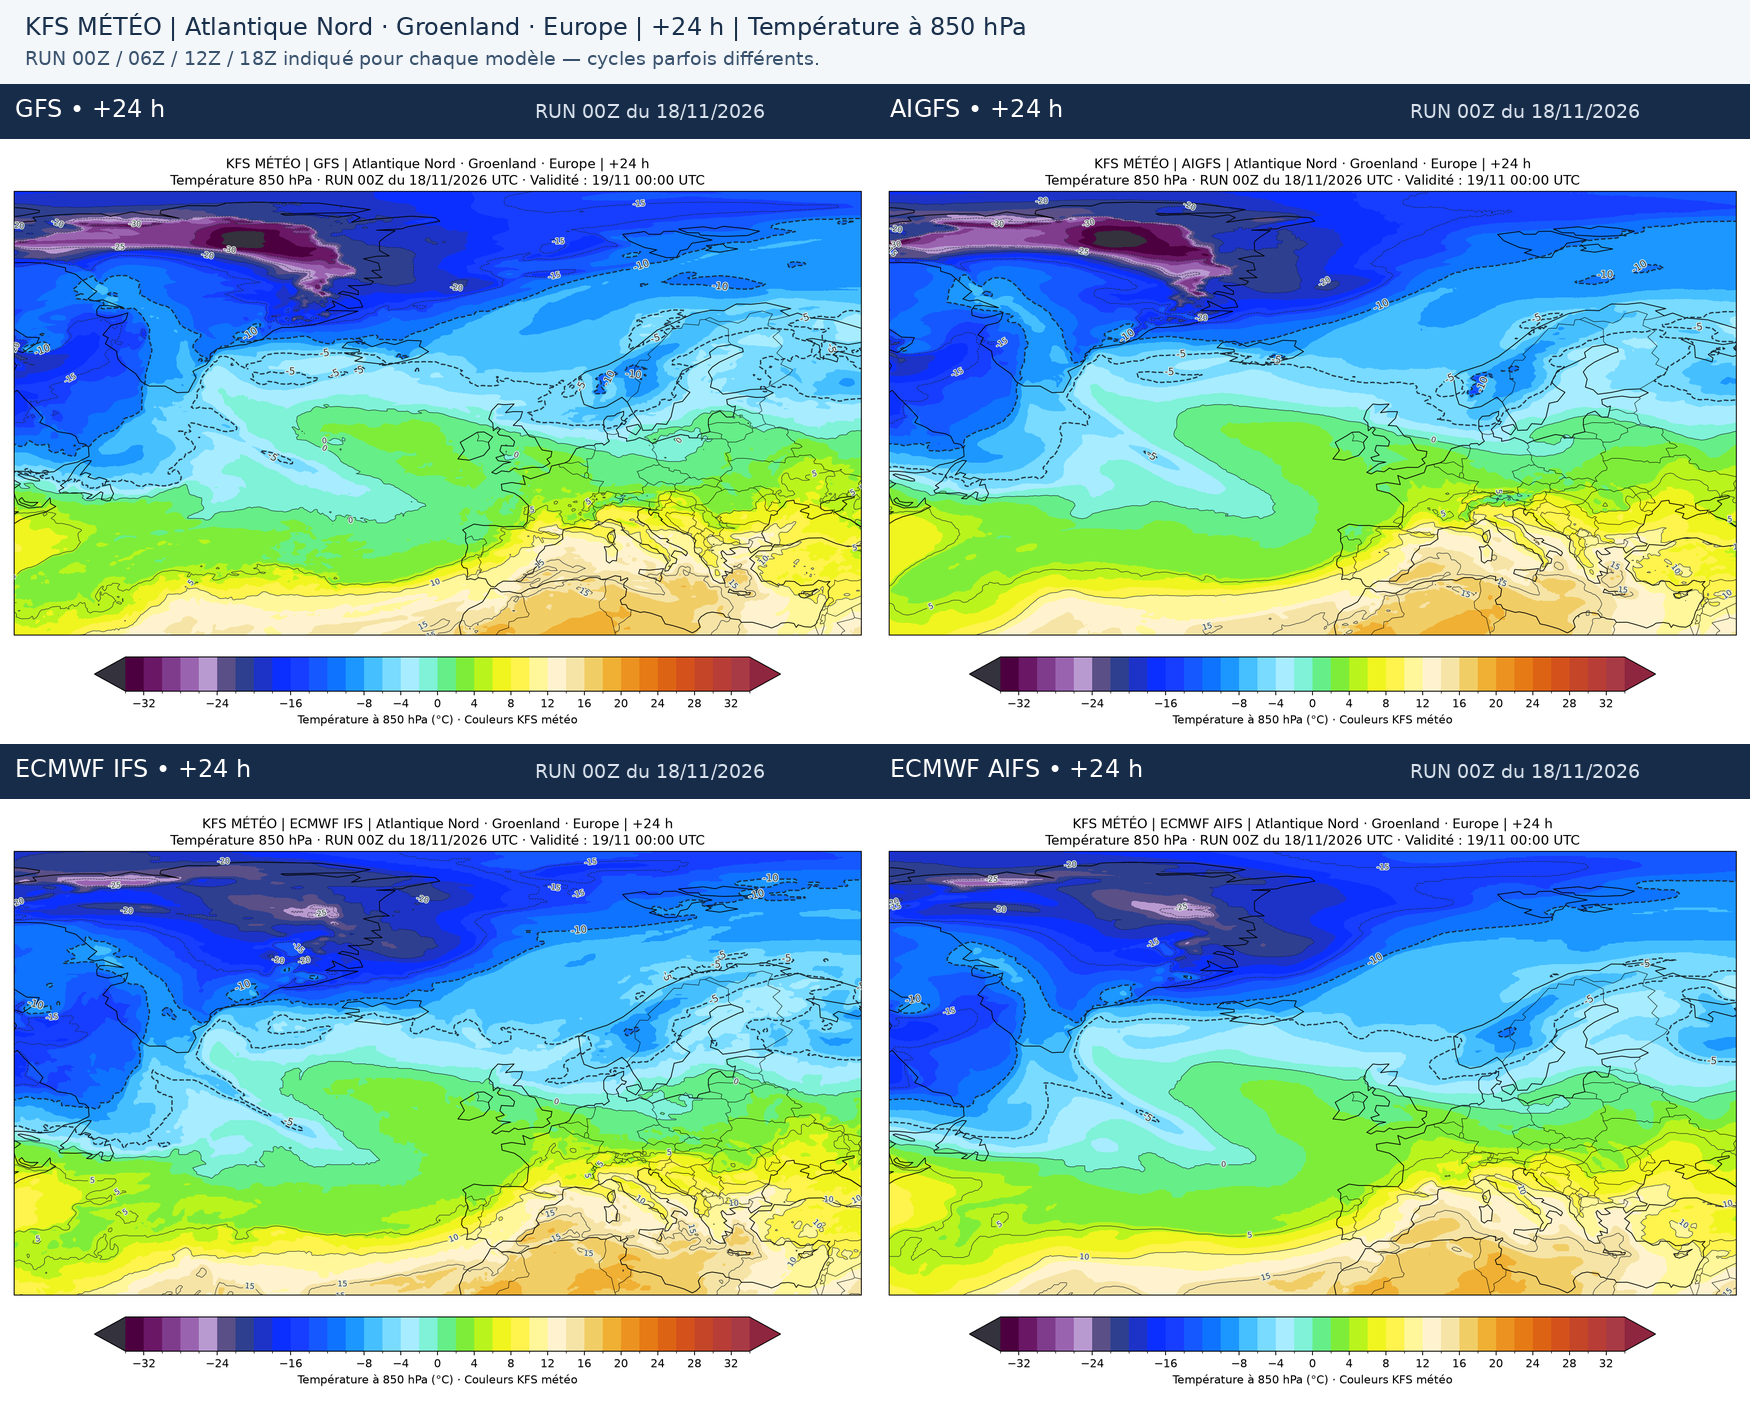 KFS MÉTÉO | Atlantique Nord · Groenland · Europe | +24 h | Température à 850 hPa
RUN 00Z / 06Z / 12Z / 18Z indiqué pour chaque modèle — cycles parfois différents.
GFS • +24 h
RUN 00Z du 18/11/2026
KFS MÉTÉO | GFS | Atlantique Nord · Groenland · Europe | +24 h
Température 850 hPa · RUN 00Z du 18/11/2026 UTC · Validité : 19/11 00:00 UTC
−32 −24 −16 −8 −4 0 4 8 12 16 20 24 28 32
Température à 850 hPa (°C) · Couleurs KFS météo
AIGFS • +24 h
RUN 00Z du 18/11/2026
KFS MÉTÉO | AIGFS | Atlantique Nord · Groenland · Europe | +24 h
Température 850 hPa · RUN 00Z du 18/11/2026 UTC · Validité : 19/11 00:00 UTC
−32 −24 −16 −8 −4 0 4 8 12 16 20 24 28 32
Température à 850 hPa (°C) · Couleurs KFS météo
ECMWF IFS • +24 h
RUN 00Z du 18/11/2026
KFS MÉTÉO | ECMWF IFS | Atlantique Nord · Groenland · Europe | +24 h
Température 850 hPa · RUN 00Z du 18/11/2026 UTC · Validité : 19/11 00:00 UTC
−32 −24 −16 −8 −4 0 4 8 12 16 20 24 28 32
Température à 850 hPa (°C) · Couleurs KFS météo
ECMWF AIFS • +24 h
RUN 00Z du 18/11/2026
KFS MÉTÉO | ECMWF AIFS | Atlantique Nord · Groenland · Europe | +24 h
Température 850 hPa · RUN 00Z du 18/11/2026 UTC · Validité : 19/11 00:00 UTC
−32 −24 −16 −8 −4 0 4 8 12 16 20 24 28 32
Température à 850 hPa (°C) · Couleurs KFS météo